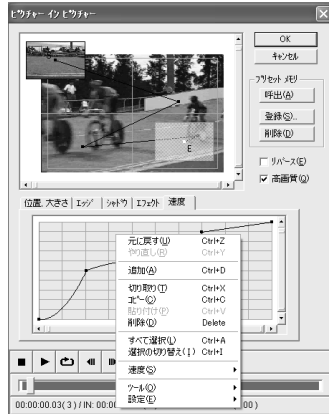 ピクチャー イン ピクチャー
OK
キャンセル
プリセット メモリ
呼出(A)
登録(S)...
削除(D)
リバース(E)
高画質(Q)
E
位置、大きさ
エッジ
シャドウ
エフェクト
速度
元に戻す(U) Ctrl+Z
やり直し(R) Ctrl+Y
追加(A) Ctrl+D
切り取り(T) Ctrl+X
コピー(C) Ctrl+C
貼り付け(P) Ctrl+V
削除(D) Delete
すべて選択(L) Ctrl+A
選択の切り替え(I) Ctrl+I
速度(S)
ツール(O)
設定(E)
00:00:00.03( 3 ) / IN: 00:00
00 )